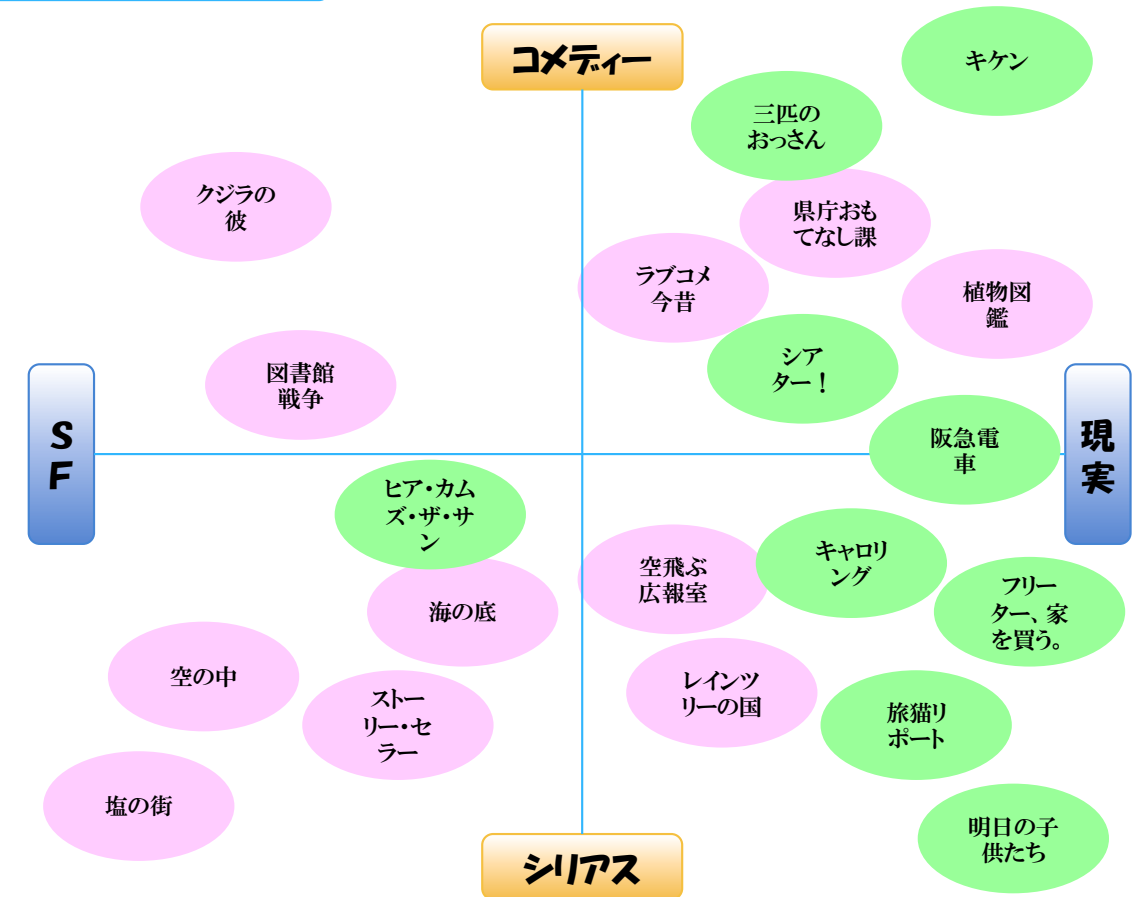 コメディー
キケン
三匹の
おっさん
クジラの
彼
県庁おも
てなし課
ラブコメ
今昔
植物図
鑑
シア
ター！
図書館
戦争
S
F
阪急電
車
現
実
ヒア・カム
ズ・ザ・サ
ン
空飛ぶ
広報室
キャロリ
ング
フリー
ター、家
を買う。
海の底
空の中
ストー
リー・セ
ラー
レインツ
リーの国
旅猫リ
ポート
塩の街
明日の子
供たち
シリアス